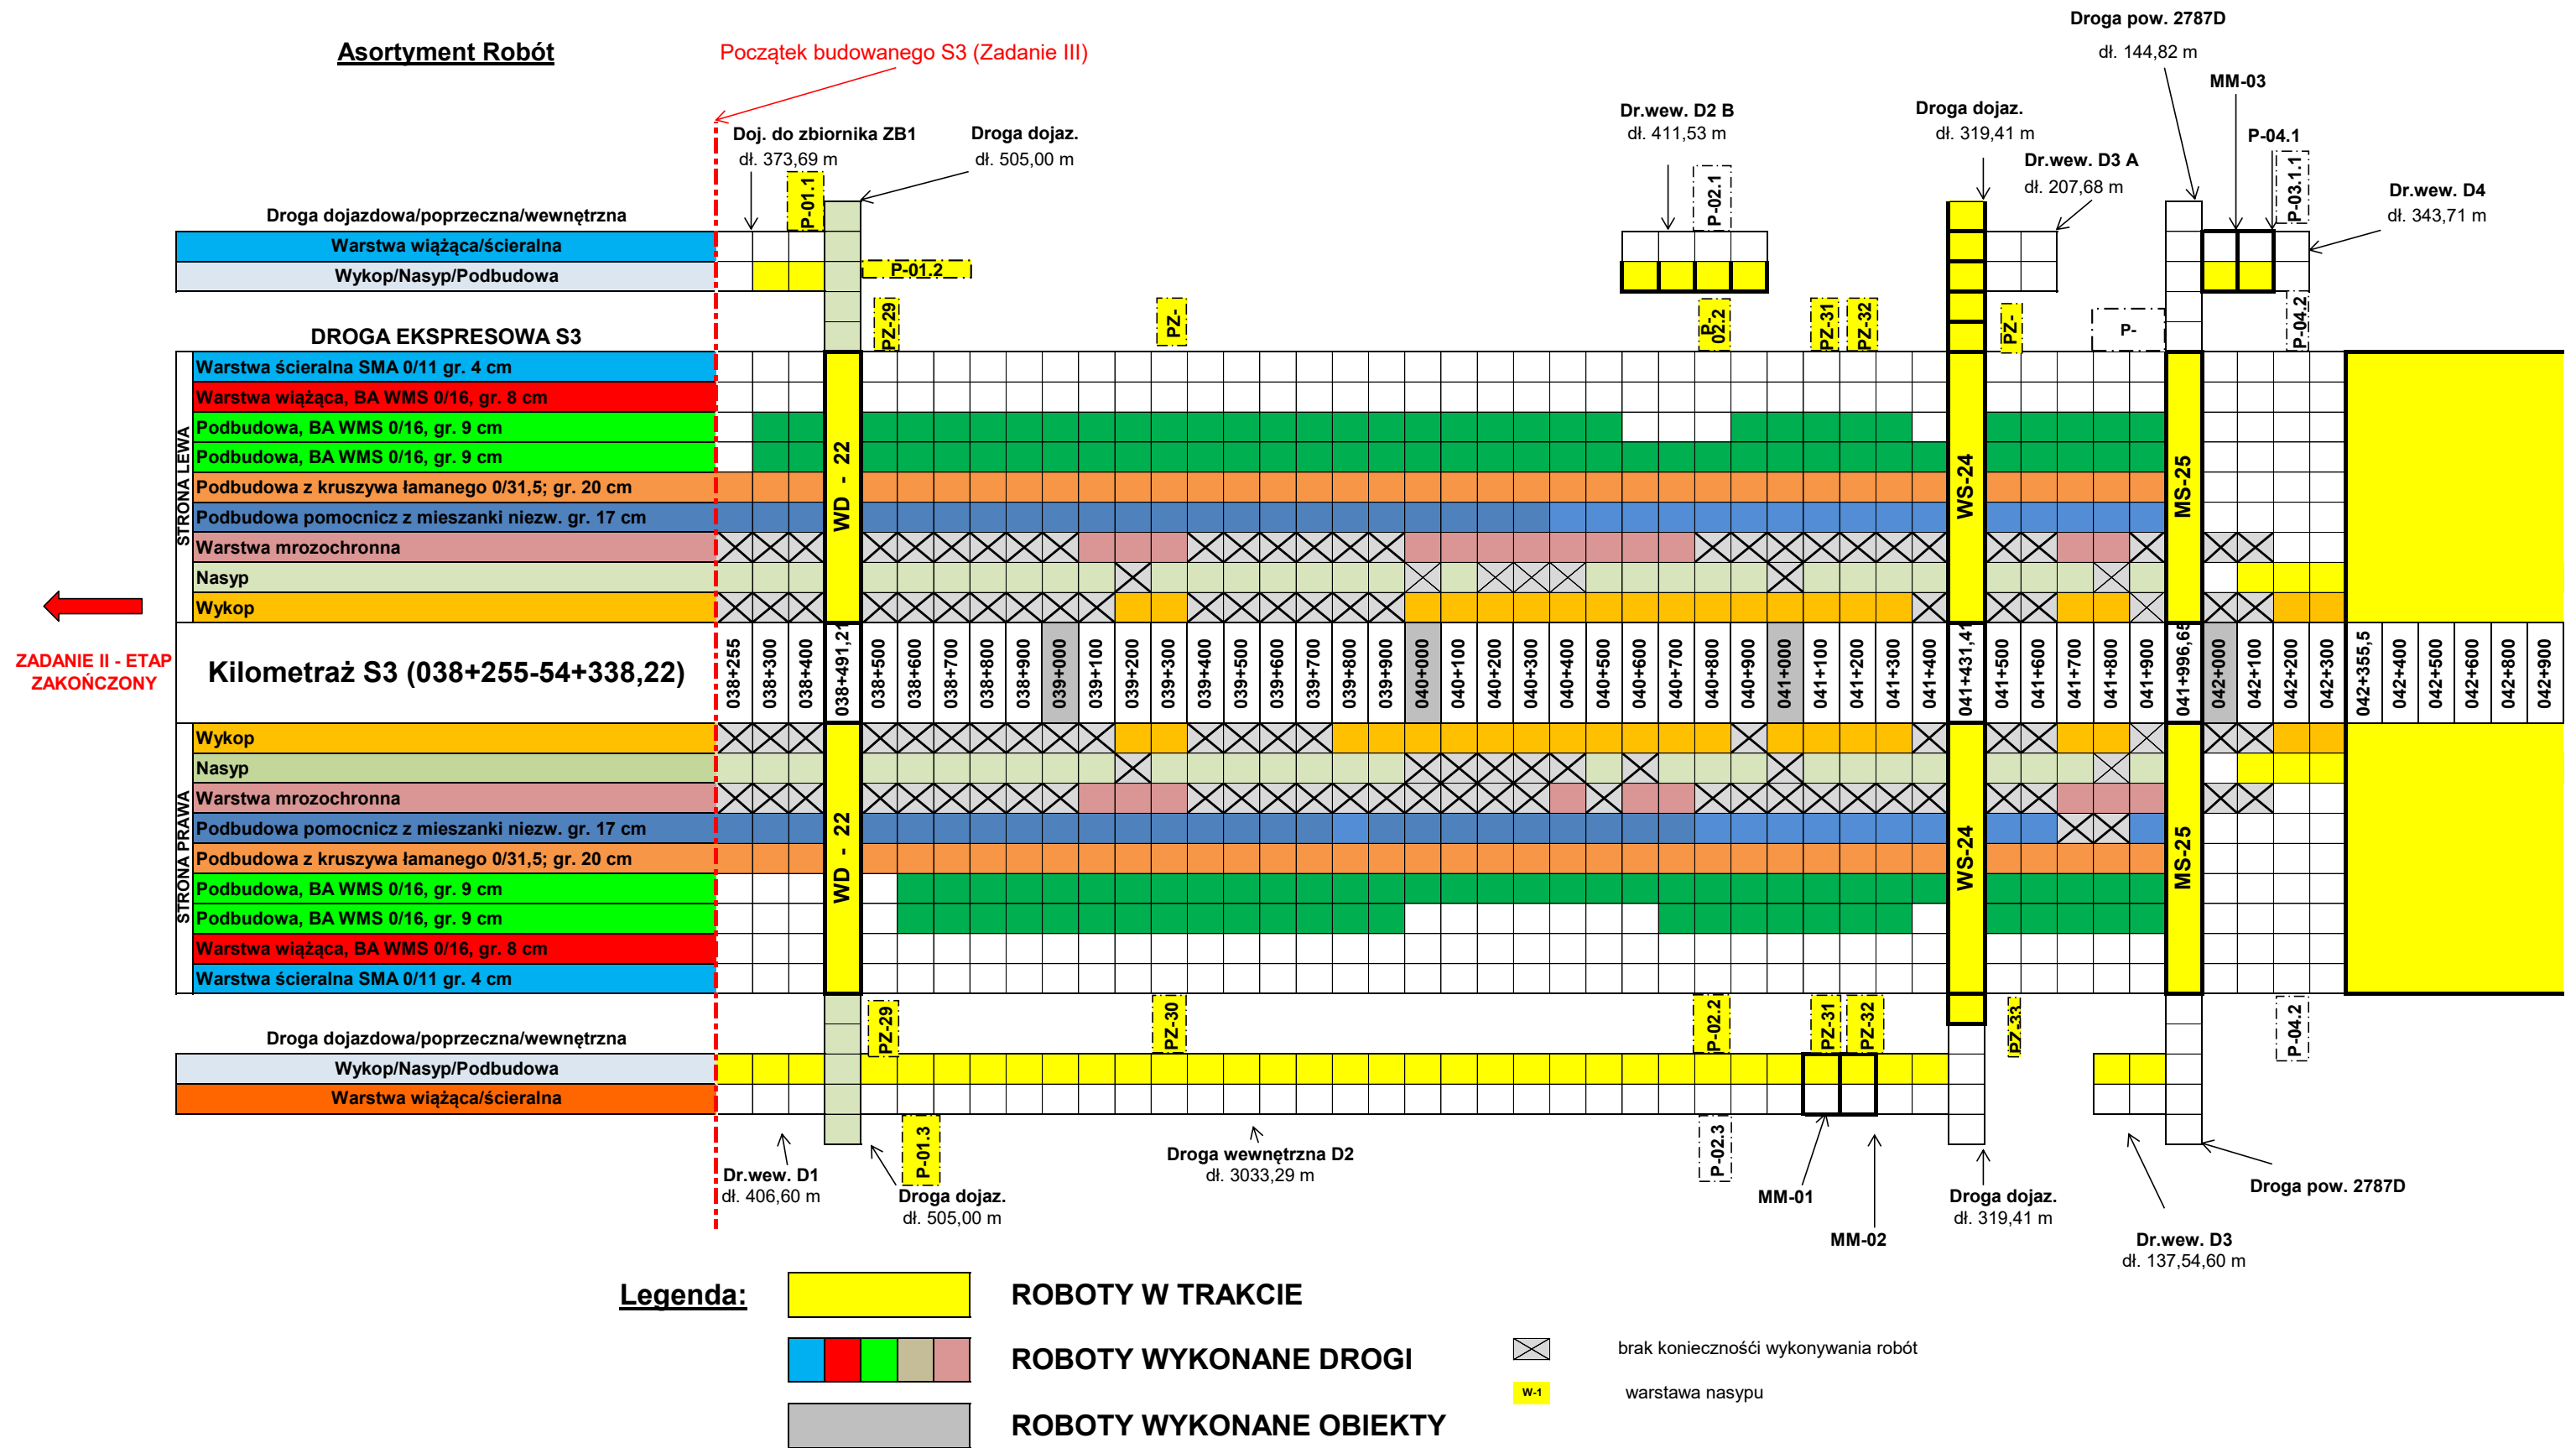 Droga pow. 2787D
dł. 144,82 m
Asortyment Robót
Początek budowanego S3 (Zadanie III)
MM-03
Dr.wew. D2 B
dł. 411,53 m
Droga dojaz.
dł. 319,41 m
Doj. do zbiornika ZB1
dł. 373,69 m
Droga dojaz.
dł. 505,00 m
P-04.1
Dr.wew. D3 A
dł. 207,68 m
Dr.wew. D4
dł. 343,71 m
P-01.1
P-02.1
P-03.1.1
Droga dojazdowa/poprzeczna/wewnętrzna
Warstwa wiążąca/ścieralna
Wykop/Nasyp/Podbudowa
P-01.2
PZ-29
PZ-
P-02.2
PZ-31
PZ-32
PZ-
P-
P-04.2
DROGA EKSPRESOWA S3
STRONA LEWA
Warstwa ścieralna SMA 0/11 gr. 4 cm
Warstwa wiążąca, BA WMS 0/16, gr. 8 cm
Podbudowa, BA WMS 0/16, gr. 9 cm
Podbudowa, BA WMS 0/16, gr. 9 cm
Podbudowa z kruszywa łamanego 0/31,5; gr. 20 cm
Podbudowa pomocnicz z mieszanki niezw. gr. 17 cm
Warstwa mrozochronna
Nasyp
Wykop
WD - 22
WS-24
MS-25
ZADANIE II - ETAP
ZAKOŃCZONY
Kilometraż S3 (038+255-54+338,22)
038+255
038+300
038+400
038+491,21
038+500
038+600
038+700
038+800
038+900
039+000
039+100
039+200
039+300
039+400
039+500
039+600
039+700
039+800
039+900
040+000
040+100
040+200
040+300
040+400
040+500
040+600
040+700
040+800
040+900
041+000
041+100
041+200
041+300
041+400
041+431,41
041+500
041+600
041+700
041+800
041+900
041+996,65
042+000
042+100
042+200
042+300
042+355,5
042+400
042+500
042+600
042+800
042+900
STRONA PRAWA
Wykop
Nasyp
Warstwa mrozochronna
Podbudowa pomocnicz z mieszanki niezw. gr. 17 cm
Podbudowa z kruszywa łamanego 0/31,5; gr. 20 cm
Podbudowa, BA WMS 0/16, gr. 9 cm
Podbudowa, BA WMS 0/16, gr. 9 cm
Warstwa wiążąca, BA WMS 0/16, gr. 8 cm
Warstwa ścieralna SMA 0/11 gr. 4 cm
WD - 22
WS-24
MS-25
PZ-29
PZ-30
P-02.2
PZ-31
PZ-32
PZ-33
P-04.2
Droga dojazdowa/poprzeczna/wewnętrzna
Wykop/Nasyp/Podbudowa
Warstwa wiążąca/ścieralna
P-01.3
P-02.3
Dr.wew. D1
dł. 406,60 m
Droga dojaz.
dł. 505,00 m
Droga wewnętrzna D2
dł. 3033,29 m
MM-01
MM-02
Droga dojaz.
dł. 319,41 m
Droga pow. 2787D
Dr.wew. D3
dł. 137,54,60 m
Legenda:
ROBOTY W TRAKCIE
ROBOTY WYKONANE DROGI
brak koniecznośći wykonywania robót
W-1
warstawa nasypu
ROBOTY WYKONANE OBIEKTY